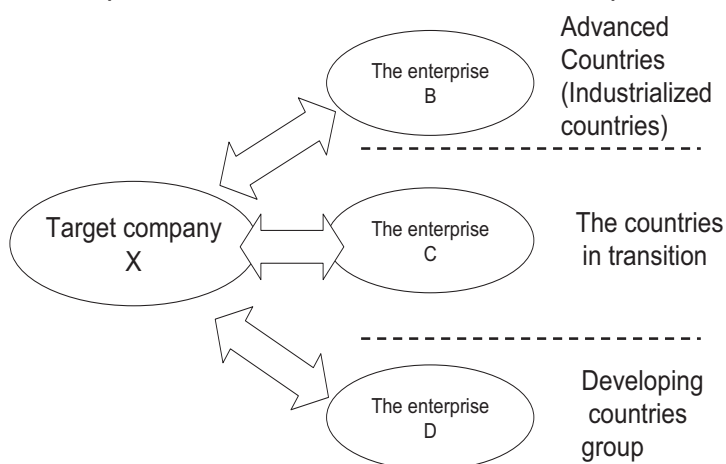 Advanced
Countries
(Industrialized
countries)
The enterprise
B
Target company
X
The enterprise
C
The countries
in transition
The enterprise
D
Developing
countries
group